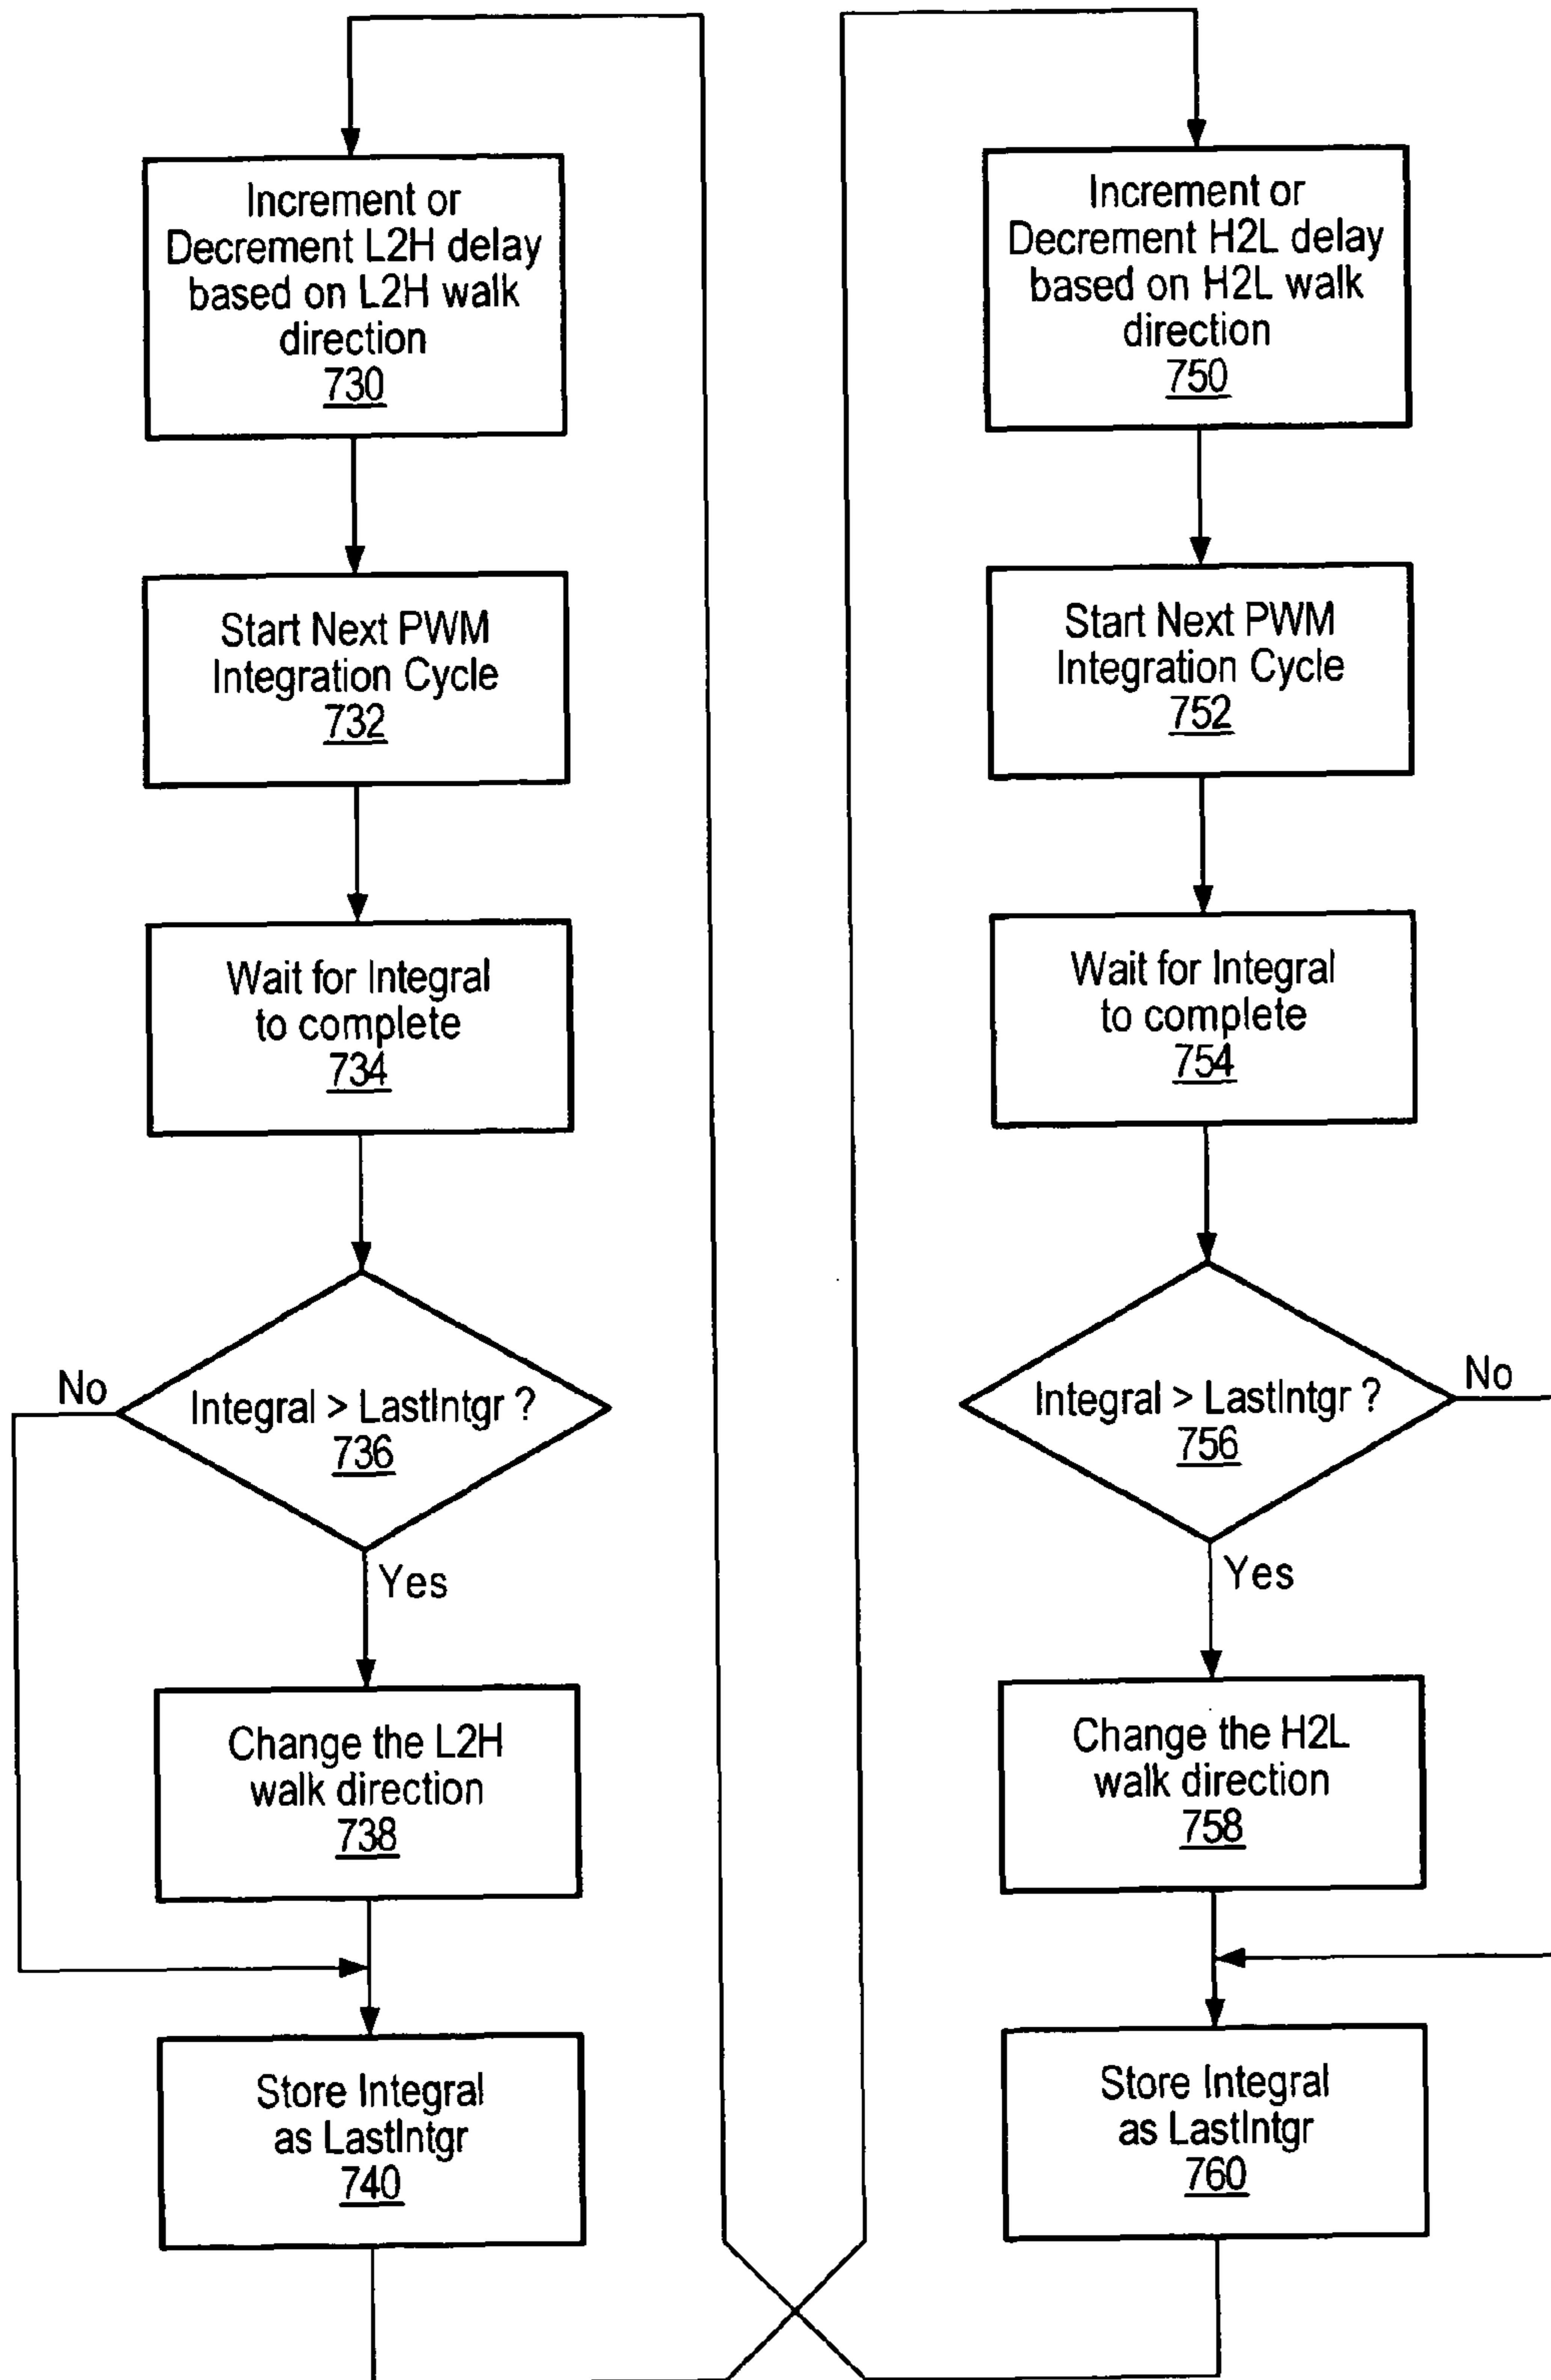 Increment or
Decrement L2H delay
based on L2H walk
direction
730
Start Next PWM
Integration Cycle
732
Wait for Integral
to complete
734
No
Integral > LastIntgr ?
736
Yes
Change the L2H
walk direction
738
Store Integral
as LastIntgr
740
Increment or
Decrement H2L delay
based on H2L walk
direction
750
Start Next PWM
Integration Cycle
752
Wait for Integral
to complete
754
Integral > LastIntgr ?
756
No
Yes
Change the H2L
walk direction
758
Store Integral
as LastIntgr
760